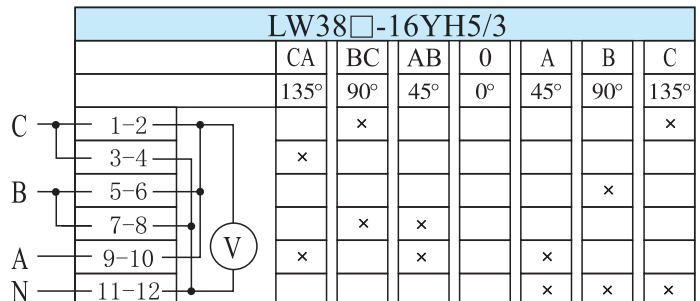 LW38□-16YH5/3
CA BC AB 0 A B C
135° 90° 45° 0° 45° 90° 135°
C 1-2 × ×
3-4 ×
B 5-6 ×
7-8 × ×
V
A 9-10 × × ×
N 11-12 × × ×